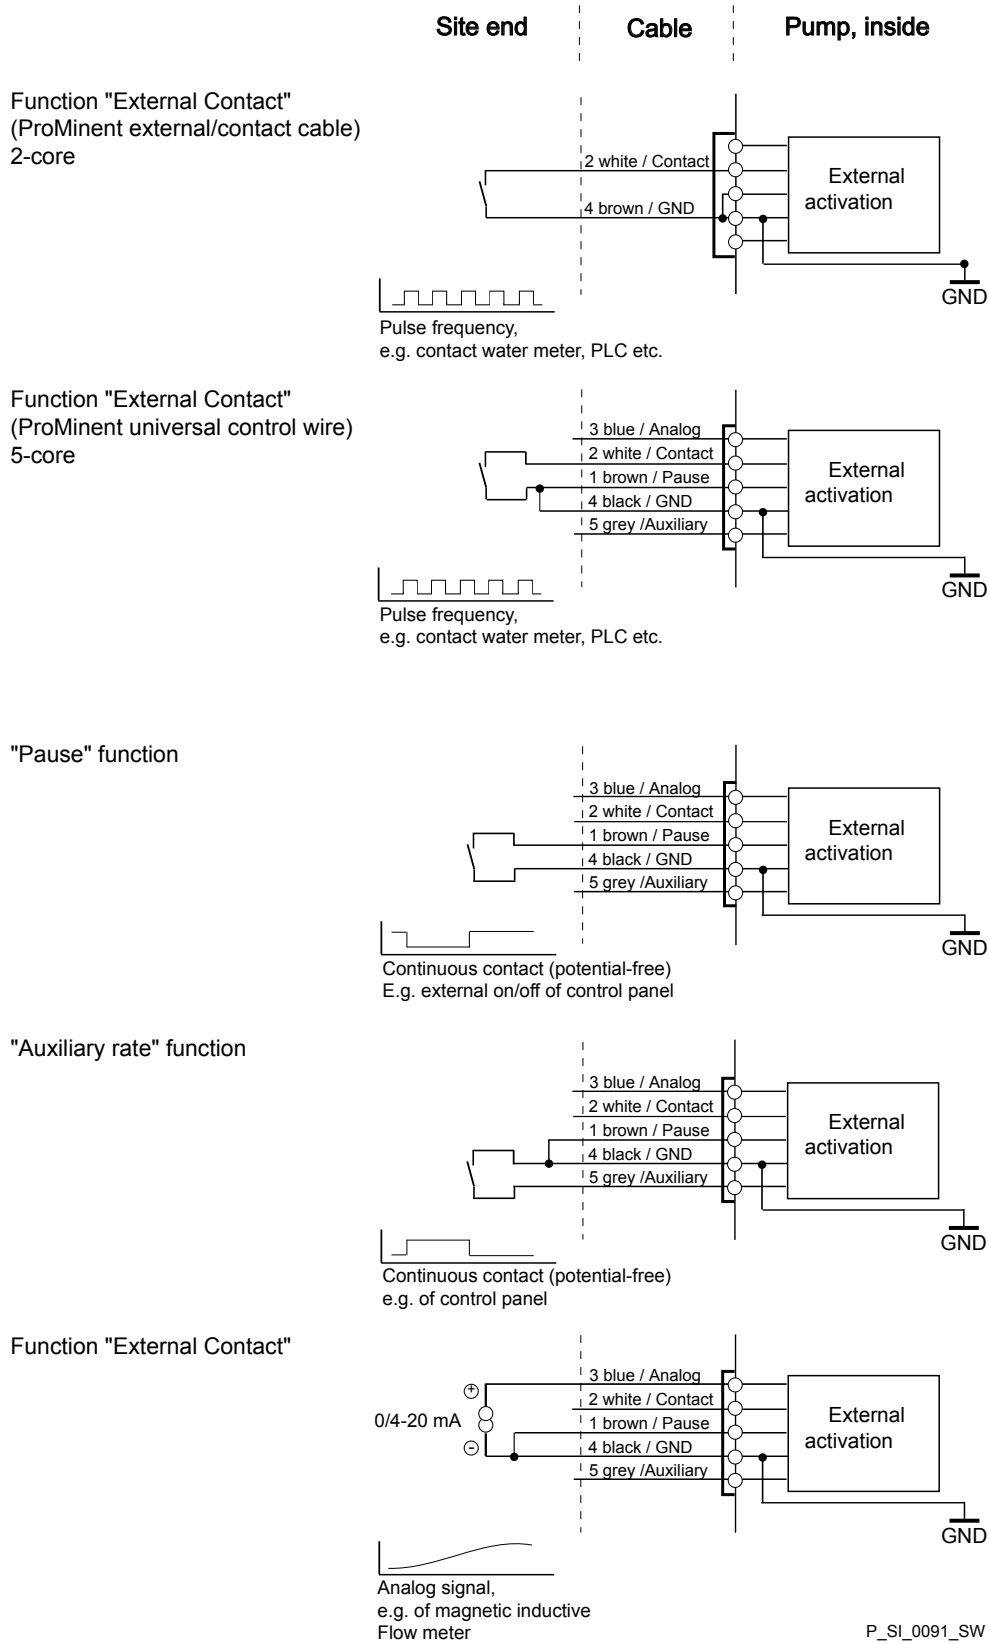 Site end Cable Pump, inside
Function "External Contact"
(ProMinent external/contact cable)
2-core
2 white / Contact
4 brown / GND
External
activation
GND
Pulse frequency,
e.g. contact water meter, PLC etc.
Function "External Contact"
(ProMinent universal control wire)
5-core
3 blue / Analog
2 white / Contact
1 brown / Pause
4 black / GND
5 grey /Auxiliary
External
activation
GND
Pulse frequency,
e.g. contact water meter, PLC etc.
"Pause" function
3 blue / Analog
2 white / Contact
1 brown / Pause
4 black / GND
5 grey /Auxiliary
External
activation
GND
Continuous contact (potential-free)
E.g. external on/off of control panel
"Auxiliary rate" function
3 blue / Analog
2 white / Contact
1 brown / Pause
4 black / GND
5 grey /Auxiliary
External
activation
GND
Continuous contact (potential-free)
e.g. of control panel
Function "External Contact"
+
0/4-20 mA
-
3 blue / Analog
2 white / Contact
1 brown / Pause
4 black / GND
5 grey /Auxiliary
External
activation
GND
Analog signal,
e.g. of magnetic inductive
Flow meter
P_SI_0091_SW